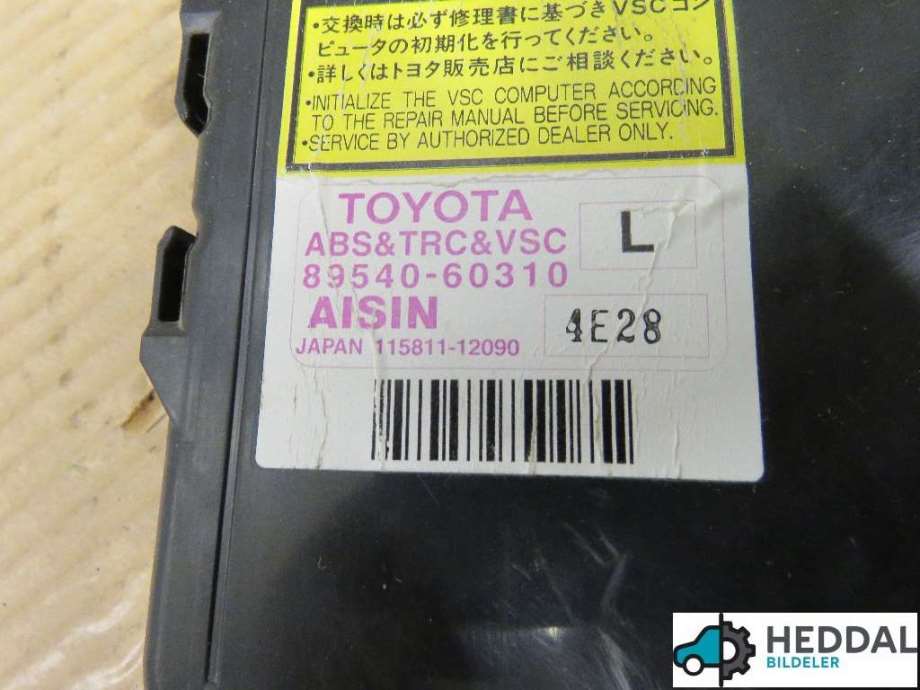 ・交換時は必ず修理書に基づきVSCコン
ピュータの初期化を行ってください。
・詳しくはトヨタ販売店にご相談ください。
•INITIALIZE THE VSC COMPUTER ACCORDING
TO THE REPAIR MANUAL BEFORE SERVICING.
•SERVICE BY AUTHORIZED DEALER ONLY.
TOYOTA
ABS&TRC&VSC
L
89540-60310
AISIN
4E28
JAPAN 115811-12090
HEDDAL
BILDELER